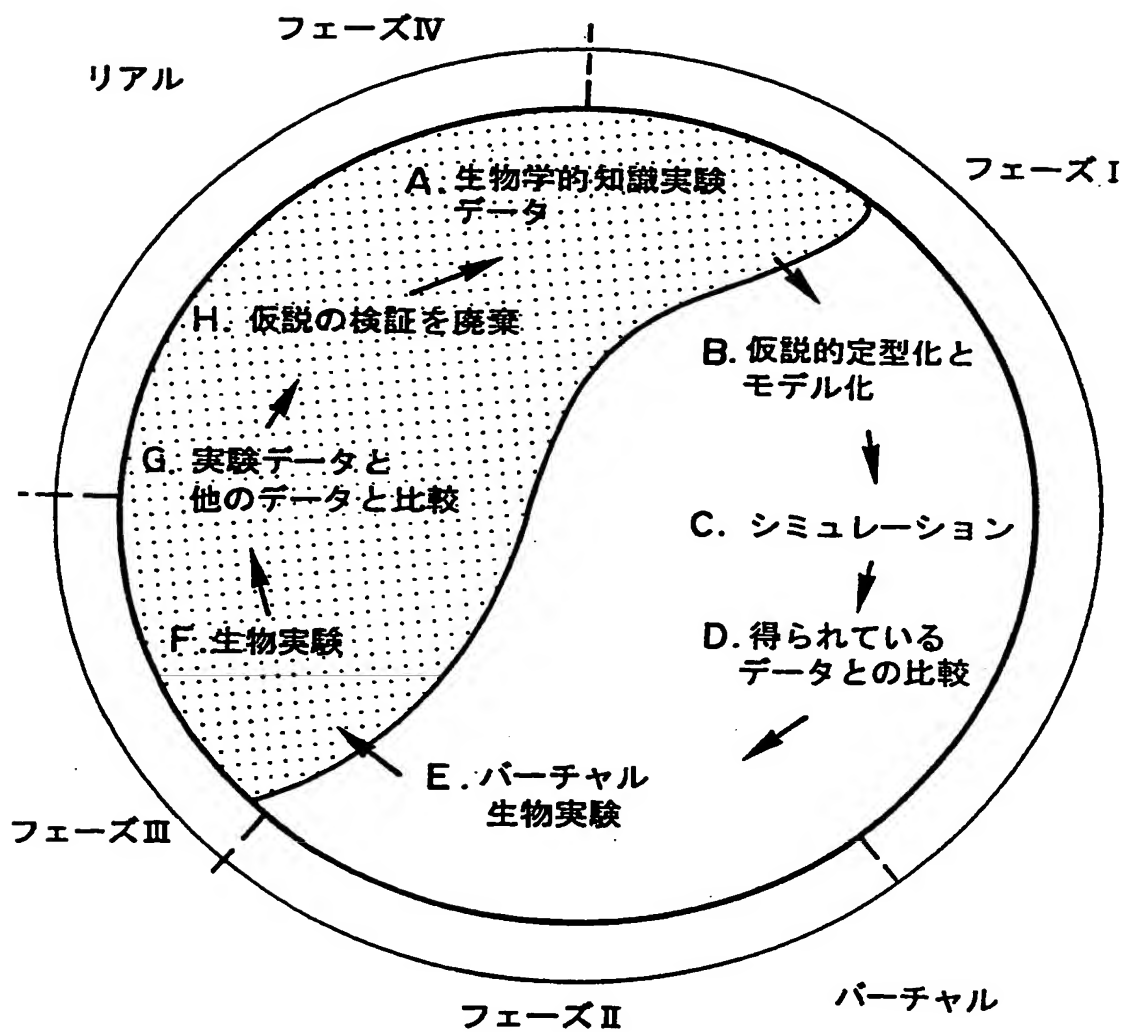 フェーズⅣ
リアル
フェーズⅠ
A. 生物学的知識実験
データ
H. 仮説の検証を廃棄
B. 仮説的定型化と
モデル化
G. 実験データと
他のデータと比較
C. シミュレーション
F. 生物実験
D. 得られている
データとの比較
E. バーチャル
生物実験
フェーズⅢ
バーチャル
フェーズⅡ